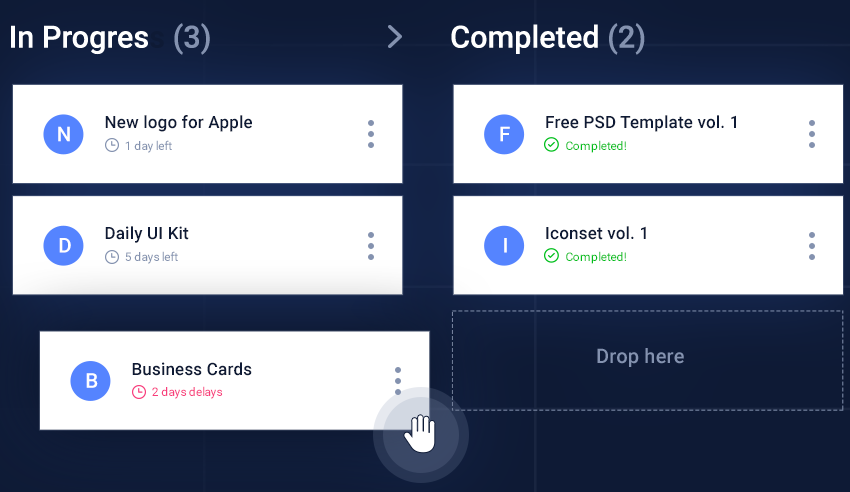 In Progres (3)
N
New logo for Apple
1 day left
D
Daily UI Kit
5 days left
B
Business Cards
2 days delays
Completed (2)
F
Free PSD Template vol. 1
Completed!
I
Iconset vol. 1
Completed!
Drop here